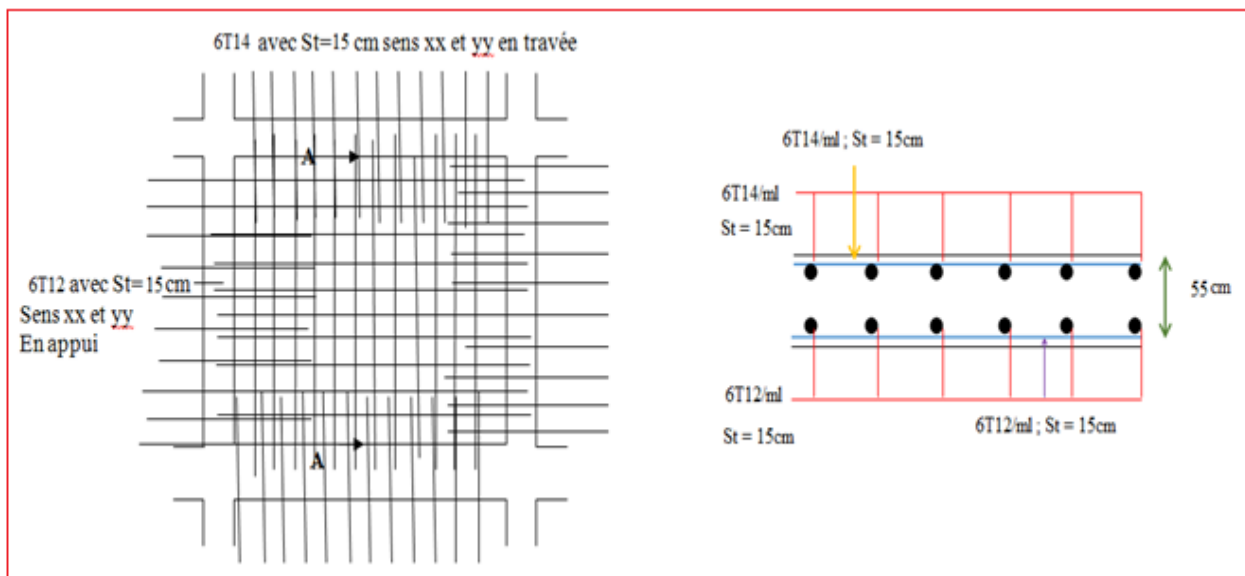 6T14 avec St=15 cm sens xx et yy en travée
A
6T12 avec St=15cm
Sens xx et yy
En appui
A
6T14/ml ; St = 15cm
6T14/ml
St = 15cm
55 cm
6T12/ml
St = 15cm
6T12/ml ; St = 15cm